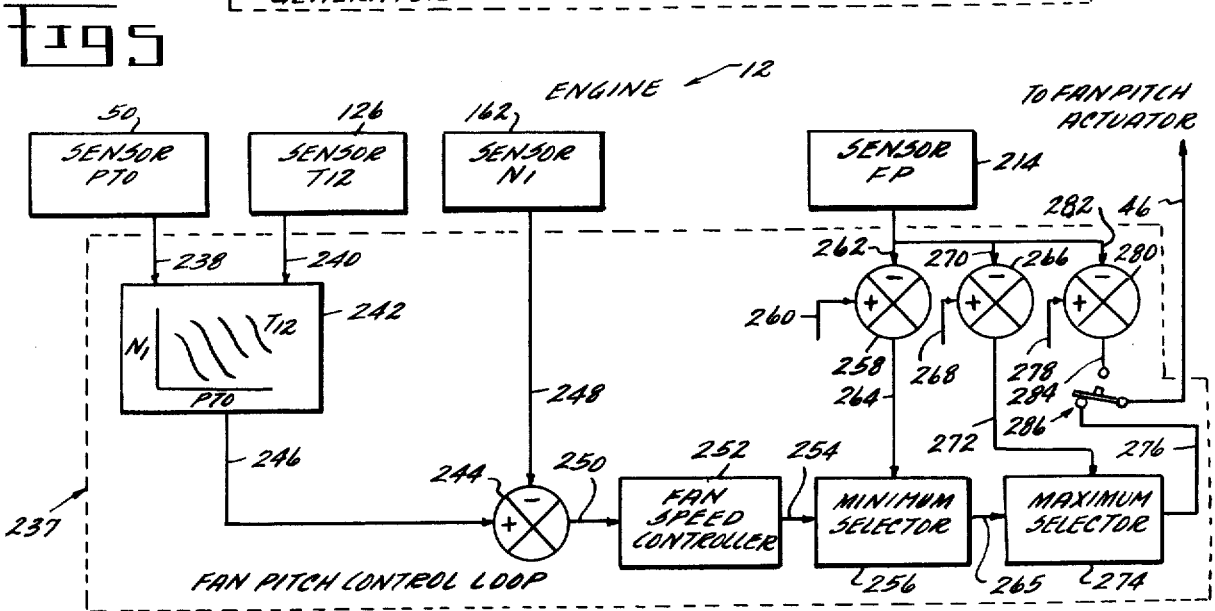 Fig 5
ENGINE 12
TO FAN PITCH
ACTUATOR
50
126
162
SENSOR
PT0
SENSOR
T12
SENSOR
N1
SENSOR
FP
214
282
46
238
240
262
270
266
280
242
N1
T12
PT0
260
258
268
278
284
264
248
286
272
276
246
244
250
252
254
237
FAN
SPEED
CONTROLLER
MINIMUM
SELECTOR
MAXIMUM
SELECTOR
FAN PITCH CONTROL LOOP
256
265
274